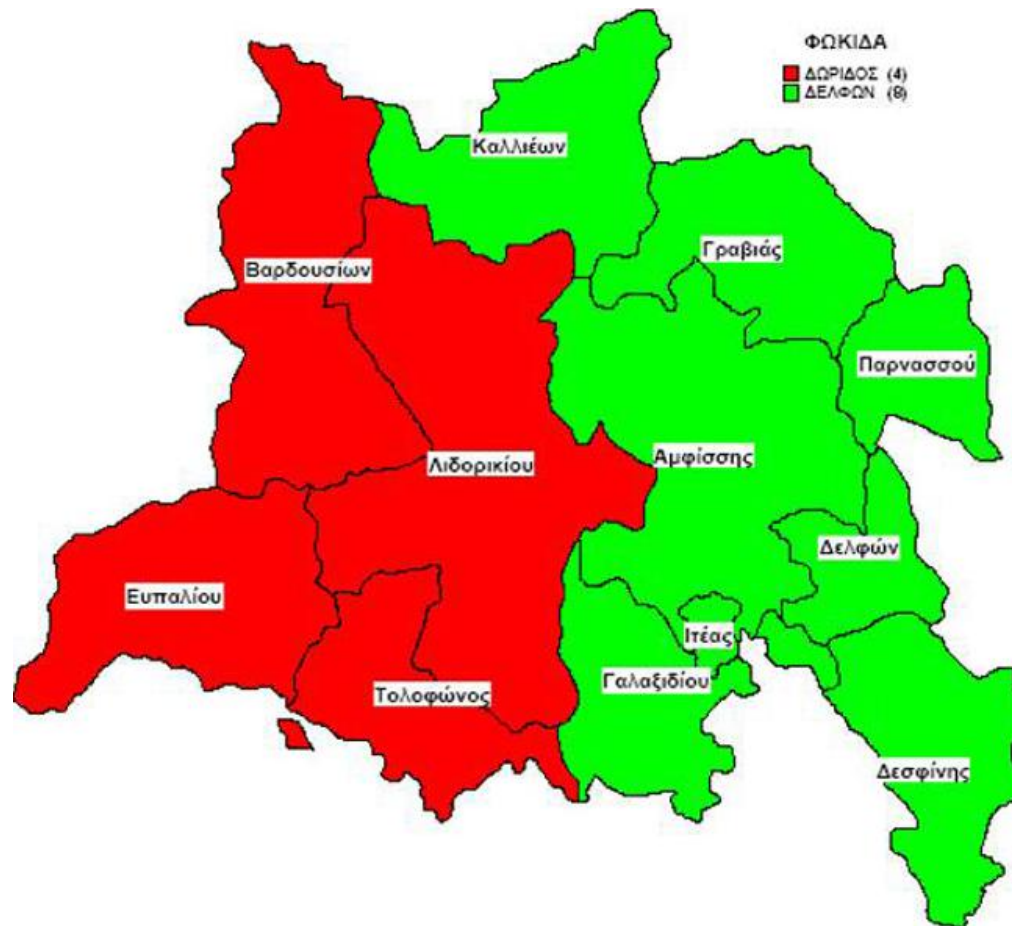 ΦΩΚΙΔΑ
ΔΩΡΙΔΟΣ (4)
ΔΕΛΦΩΝ (8)
Καλλιέων
Γραβιάς
Βαρδουσίων
Παρνασσού
Λιδορικίου
Αμφίσσης
Δελφών
Ευπαλίου
Ιτέας
Γαλαξιδίου
Τολοφώνος
Δεσφίνης